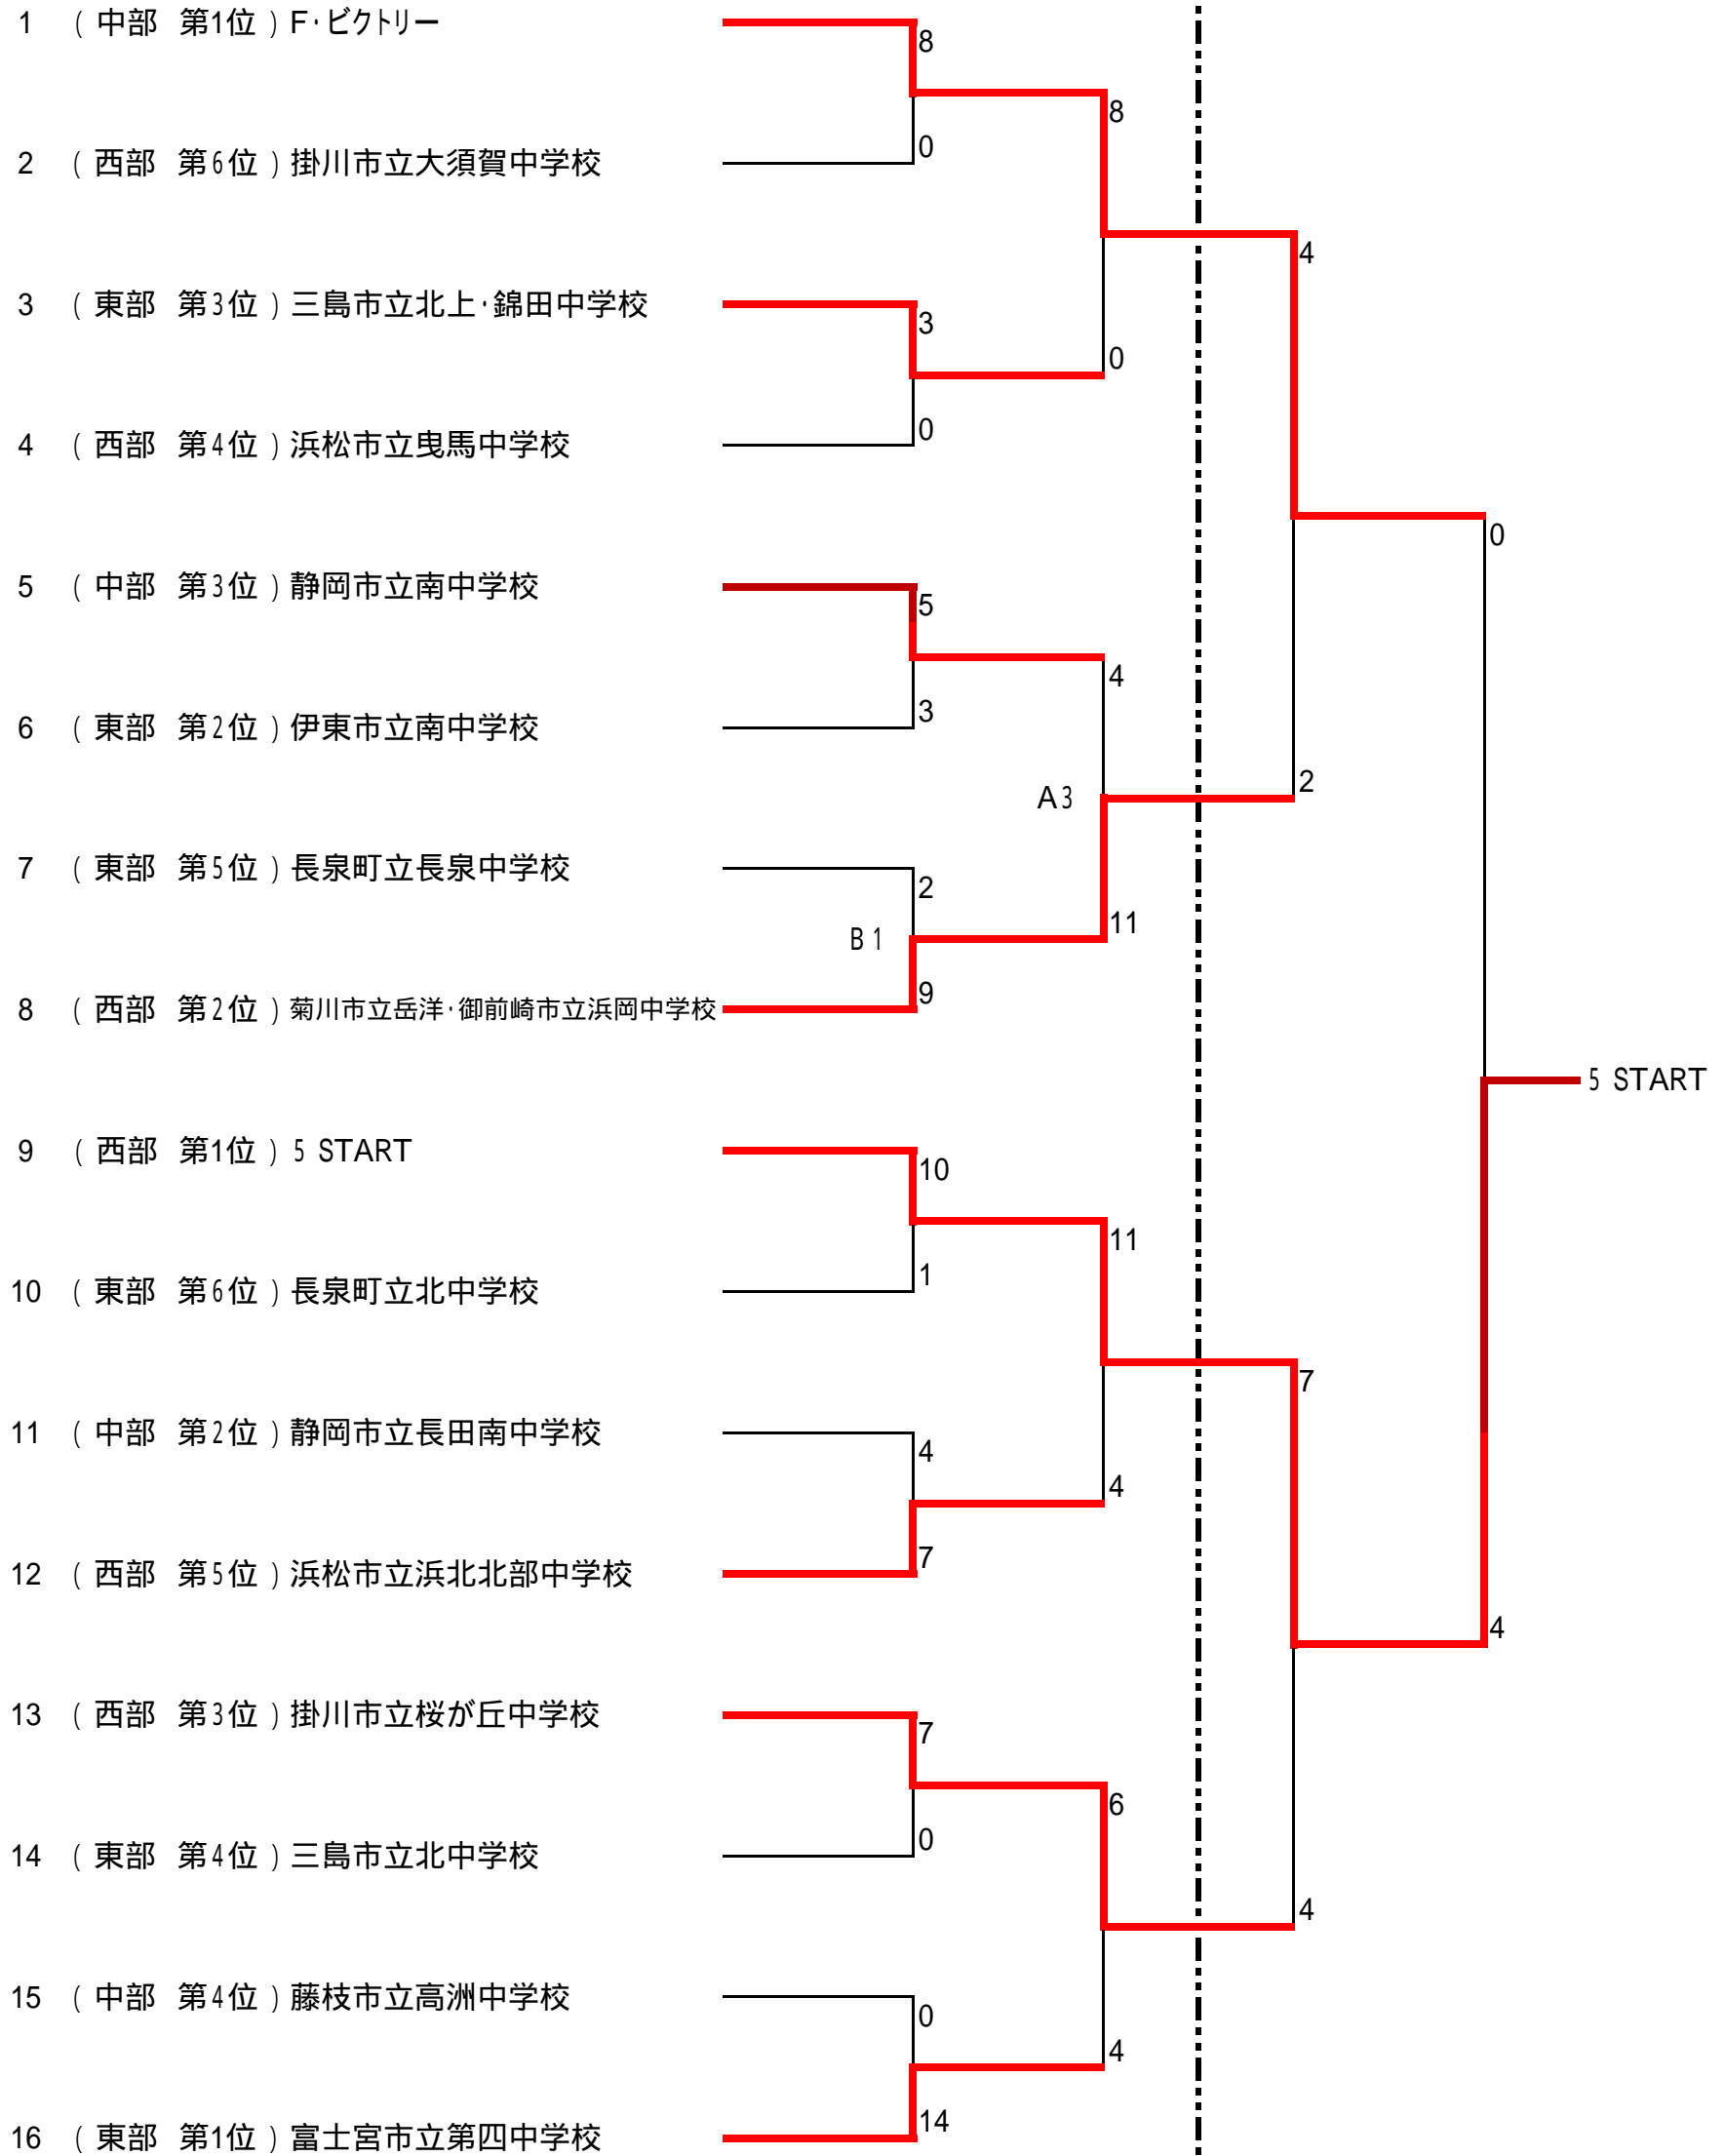 1 （中部 第1位）F・ビクトリー
8
8
0
2 （西部 第6位）掛川市立大須賀中学校
4
3 （東部 第3位）三島市立北上・錦田中学校
3
0
0
4 （西部 第4位）浜松市立曳馬中学校
0
5 （中部 第3位）静岡市立南中学校
5
4
3
6 （東部 第2位）伊東市立南中学校
2
A3
7 （東部 第5位）長泉町立長泉中学校
2
11
B1
9
8 （西部 第2位）菊川市立岳洋・御前崎市立浜岡中学校
5 START
9 （西部 第1位）5 START
10
11
1
10 （東部 第6位）長泉町立北中学校
7
11 （中部 第2位）静岡市立長田南中学校
4
4
7
12 （西部 第5位）浜松市立浜北北部中学校
4
13 （西部 第3位）掛川市立桜が丘中学校
7
6
0
14 （東部 第4位）三島市立北中学校
4
15 （中部 第4位）藤枝市立高洲中学校
0
4
14
16 （東部 第1位）富士宮市立第四中学校